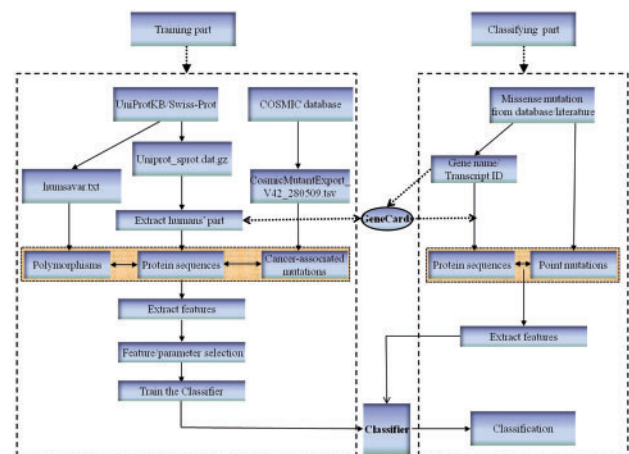 Training part
Classifying part
UniProtKB/Swiss-Prot
COSMIC database
Missense mutation
from database/literature
humsavar.txt
Uniprot_sprot.dat.gz
CosmicMutantExport_
V42_280509.tsv
Gene name/
Transcript ID
Extract humans' part
GeneCard
Polymorphisms
Protein sequences
Cancer-associated
mutations
Protein sequences
Point mutations
Extract features
Extract features
Feature/parameter selection
Train the Classifier
Classifier
Classification